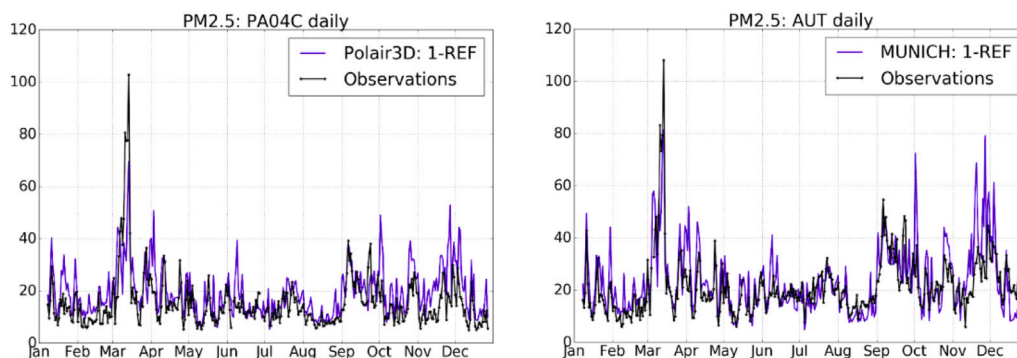 PM2.5: PA04C daily
120
100
80
60
40
20
0
Polair3D: 1-REF
Observations
Jan Feb Mar Apr May Jun Jul Aug Sep Oct Nov Dec
PM2.5: AUT daily
120
100
80
60
40
20
0
MUNICH: 1-REF
Observations
Jan Feb Mar Apr May Jun Jul Aug Sep Oct Nov Dec